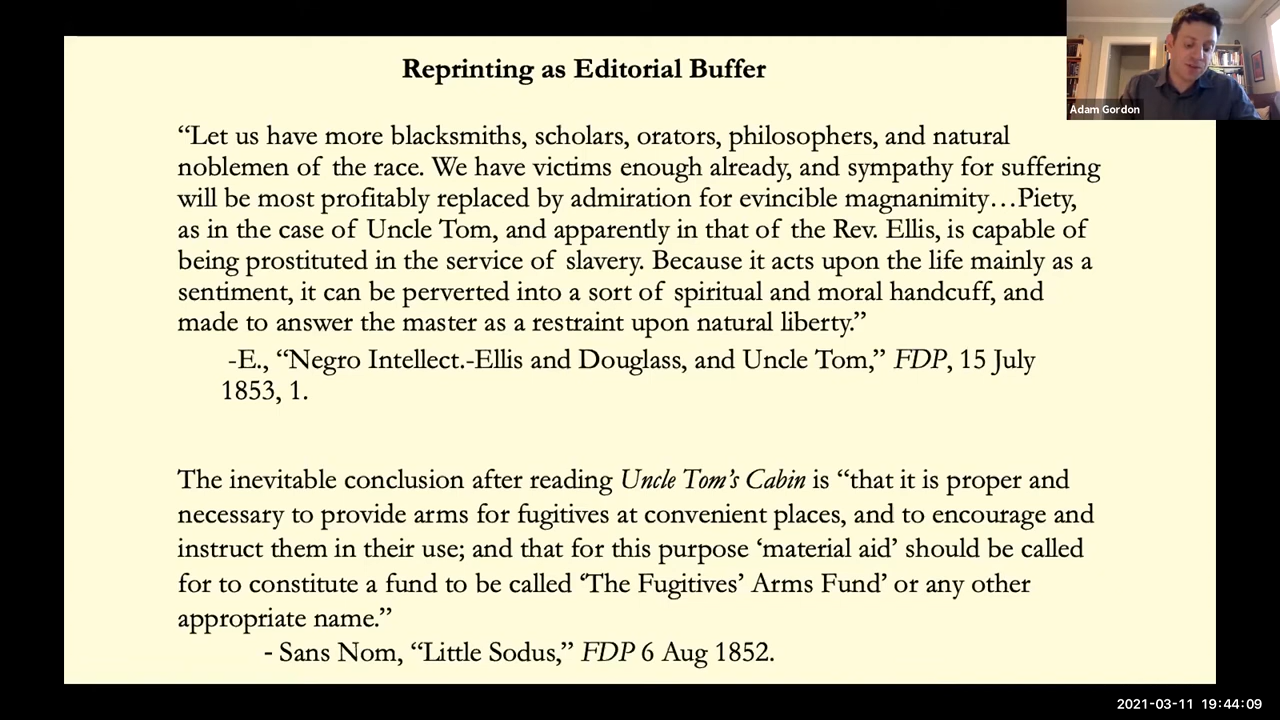 Reprinting as Editorial Buffer
Adam Gordon
“Let us have more blacksmiths, scholars, orators, philosophers, and natural
noblemen of the race. We have victims enough already, and sympathy for suffering
will be most profitably replaced by admiration for evincible magnanimity…Piety,
as in the case of Uncle Tom, and apparently in that of the Rev. Ellis, is capable of
being prostituted in the service of slavery. Because it acts upon the life mainly as a
sentiment, it can be perverted into a sort of spiritual and moral handcuff, and
made to answer the master as a restraint upon natural liberty.”
-E., “Negro Intellect.-Ellis and Douglass, and Uncle Tom,” FDP, 15 July
1853, 1.
The inevitable conclusion after reading Uncle Tom’s Cabin is “that it is proper and
necessary to provide arms for fugitives at convenient places, and to encourage and
instruct them in their use; and that for this purpose ‘material aid’ should be called
for to constitute a fund to be called ‘The Fugitives’ Arms Fund’ or any other
appropriate name.”
- Sans Nom, “Little Sodus,” FDP 6 Aug 1852.
2021-03-11 19:44:09